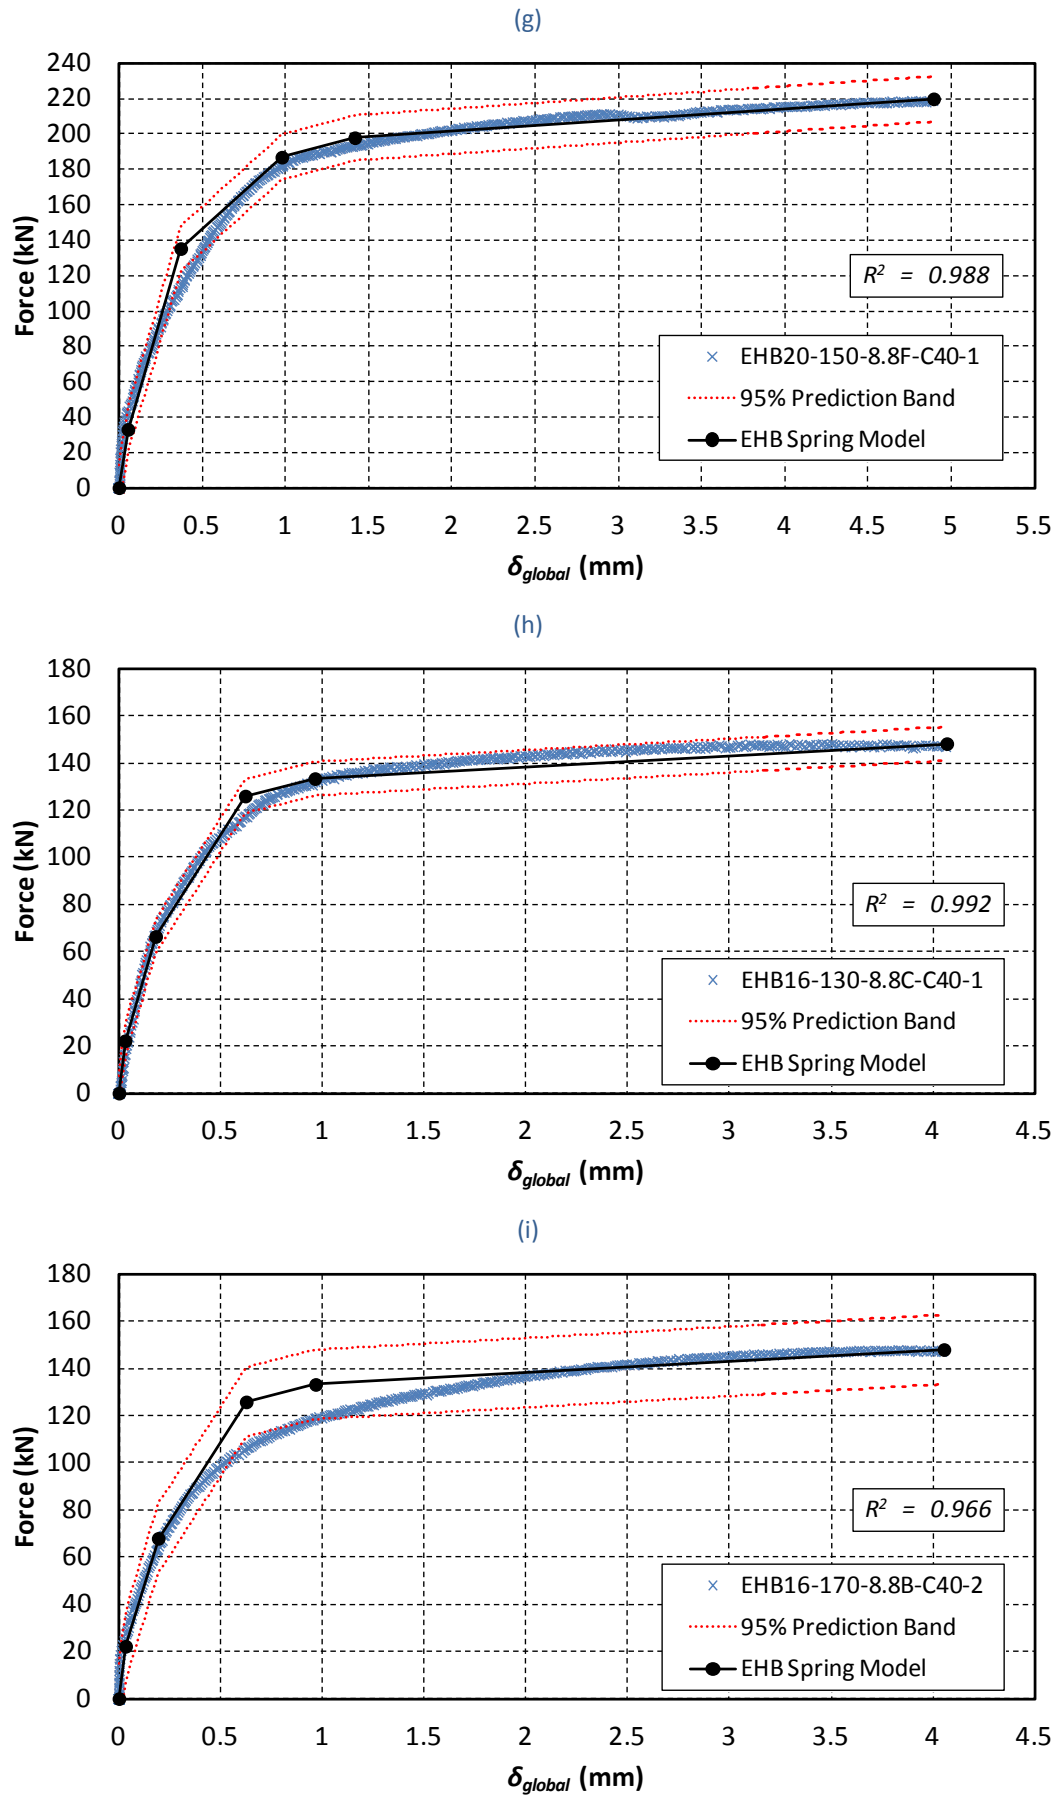 (g)
240
220
200
180
160
140
120
100
80
60
40
20
0
Force (kN)
R² = 0.988
EHB20-150-8.8F-C40-1
95% Prediction Band
EHB Spring Model
0 0.5 1 1.5 2 2.5 3 3.5 4 4.5 5 5.5
δglobal (mm)
(h)
180
160
140
120
100
80
60
40
20
0
Force (kN)
R² = 0.992
EHB16-130-8.8C-C40-1
95% Prediction Band
EHB Spring Model
0 0.5 1 1.5 2 2.5 3 3.5 4 4.5
δglobal (mm)
(i)
180
160
140
120
100
80
60
40
20
0
Force (kN)
R² = 0.966
EHB16-170-8.8B-C40-2
95% Prediction Band
EHB Spring Model
0 0.5 1 1.5 2 2.5 3 3.5 4 4.5
δglobal (mm)